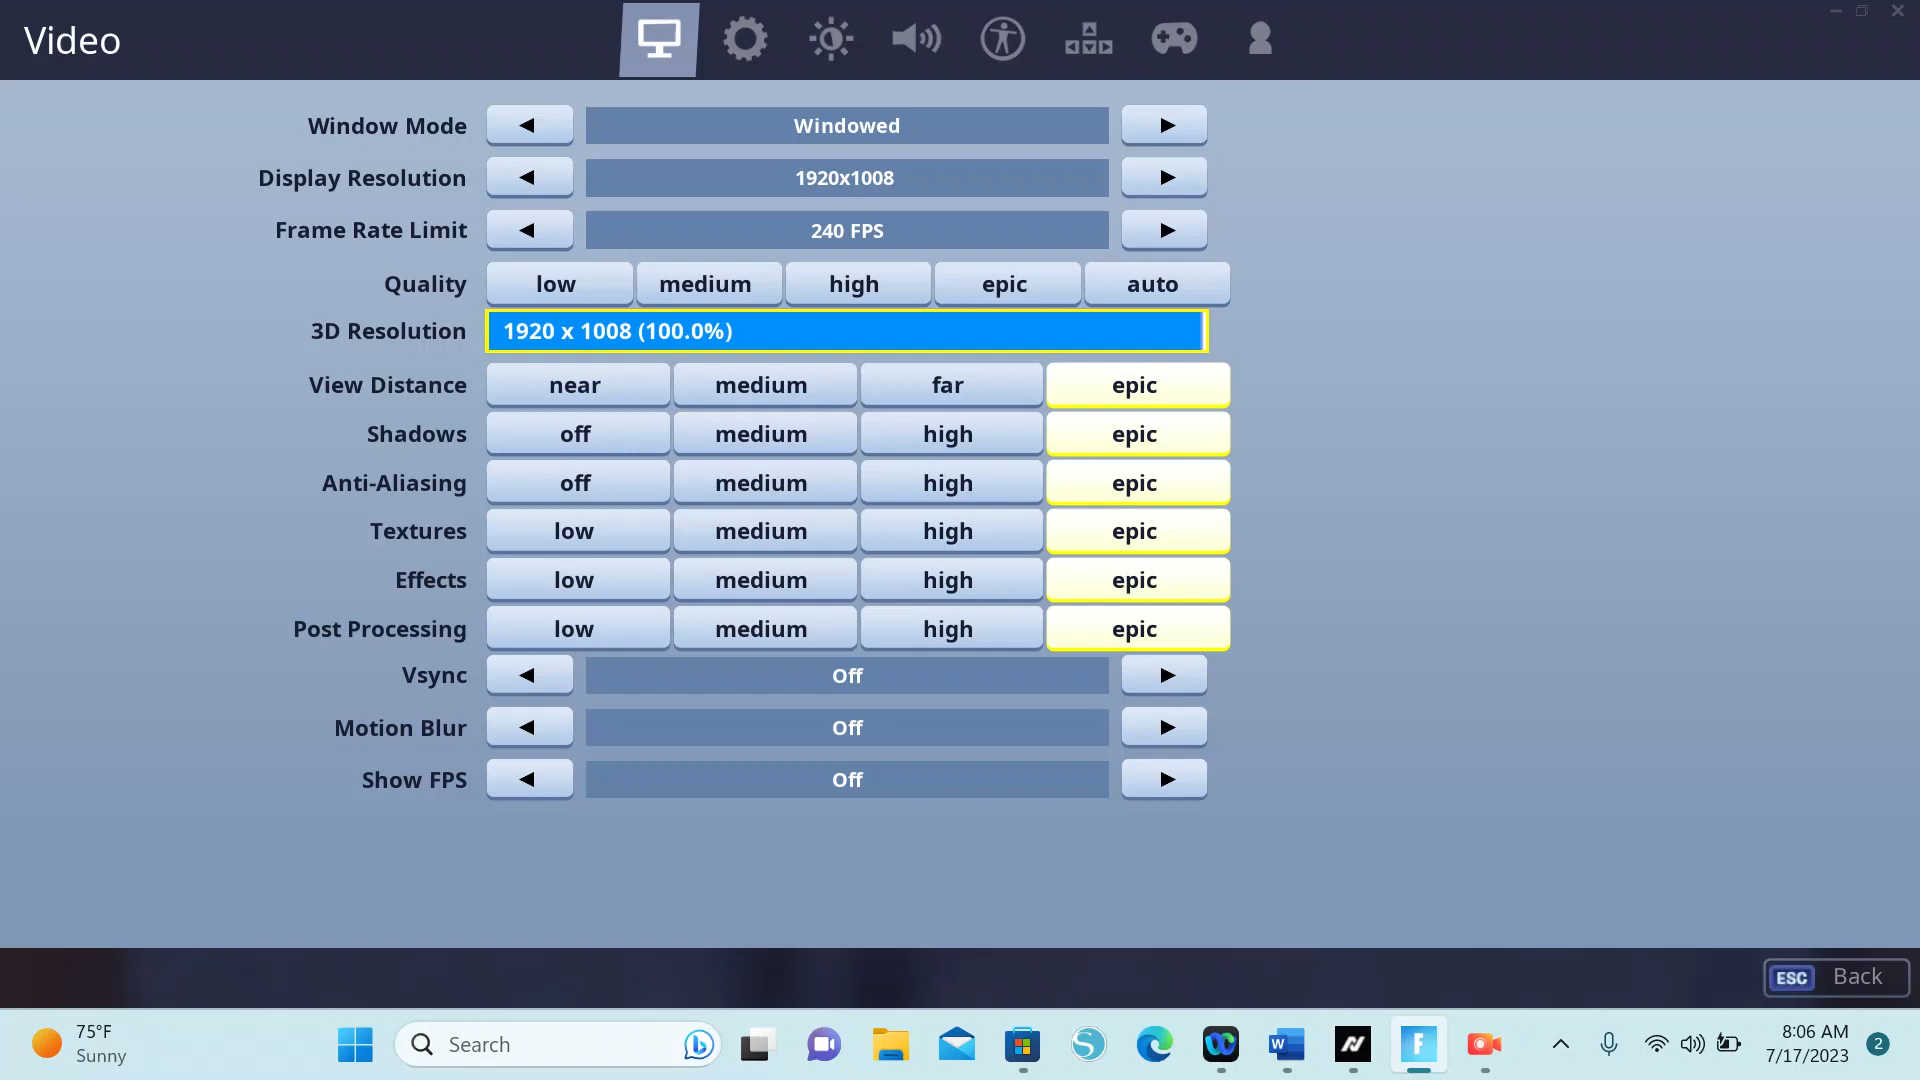 Video
Window Mode Windowed
Display Resolution 1920x1008
Frame Rate Limit 240 FPS
Quality low medium high epic auto
3D Resolution 1920 x 1008 (100.0%)
View Distance near medium far epic
Shadows off medium high epic
Anti-Aliasing off medium high epic
Textures low medium high epic
Effects low medium high epic
Post Processing low medium high epic
Vsync Off
Motion Blur Off
Show FPS Off
ESC Back
75°F
Sunny
Search
S
W
F
8:06 AM
7/17/2023
2